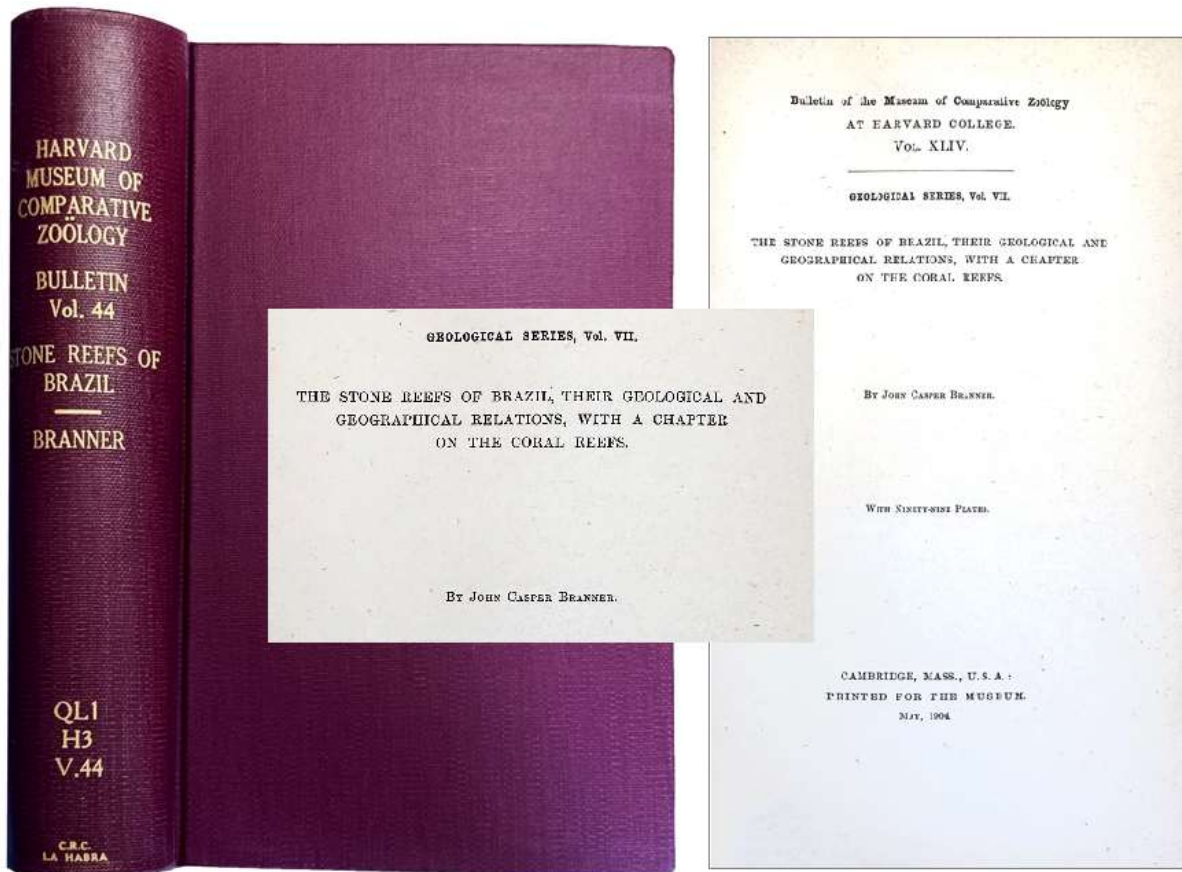 HARVARD
MUSEUM OF
COMPARATIVE
ZOÖLOGY
BULLETIN
Vol. 44
STONE REEFS OF
BRAZIL
BRANNER
QL1
H3
V.44
C.R.C.
LA HABRA
GEOLOGICAL SERIES, Vol. VII.
THE STONE REEFS OF BRAZIL, THEIR GEOLOGICAL AND
GEOGRAPHICAL RELATIONS, WITH A CHAPTER
ON THE CORAL REEFS.
BY JOHN CASPER BRANNER.
Bulletin of the Museum of Comparative Zoölogy
AT HARVARD COLLEGE.
VOL. XLIV.
GEOLOGICAL SERIES, Vol. VII.
THE STONE REEFS OF BRAZIL, THEIR GEOLOGICAL AND
GEOGRAPHICAL RELATIONS, WITH A CHAPTER
ON THE CORAL REEFS.
BY JOHN CASPER BRANNER.
WITH NINETY-NINE PLATES.
CAMBRIDGE, MASS., U.S.A.:
PRINTED FOR THE MUSEUM.
MAY, 1904.